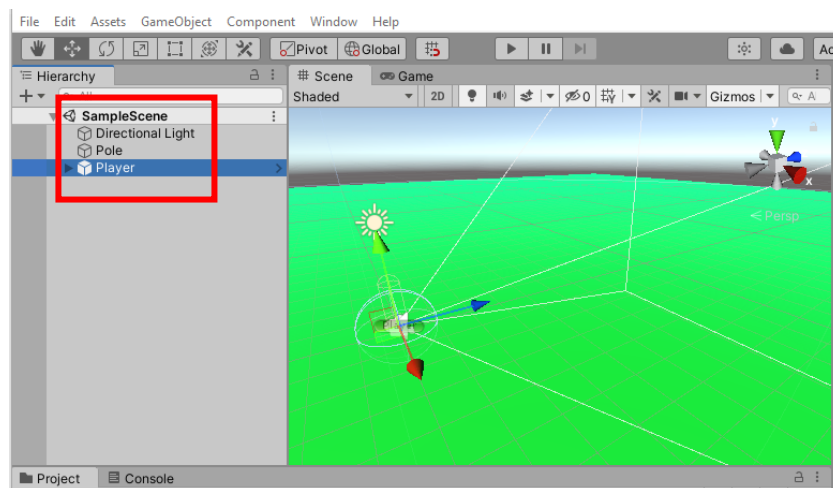 File Edit Assets GameObject Component Window Help
Pivot Global Ac
Hierarchy
Scene Game
Shaded 2D 0 Gizmos A
SampleScene
Directional Light
Pole
Player
y
x
Persp
Project Console